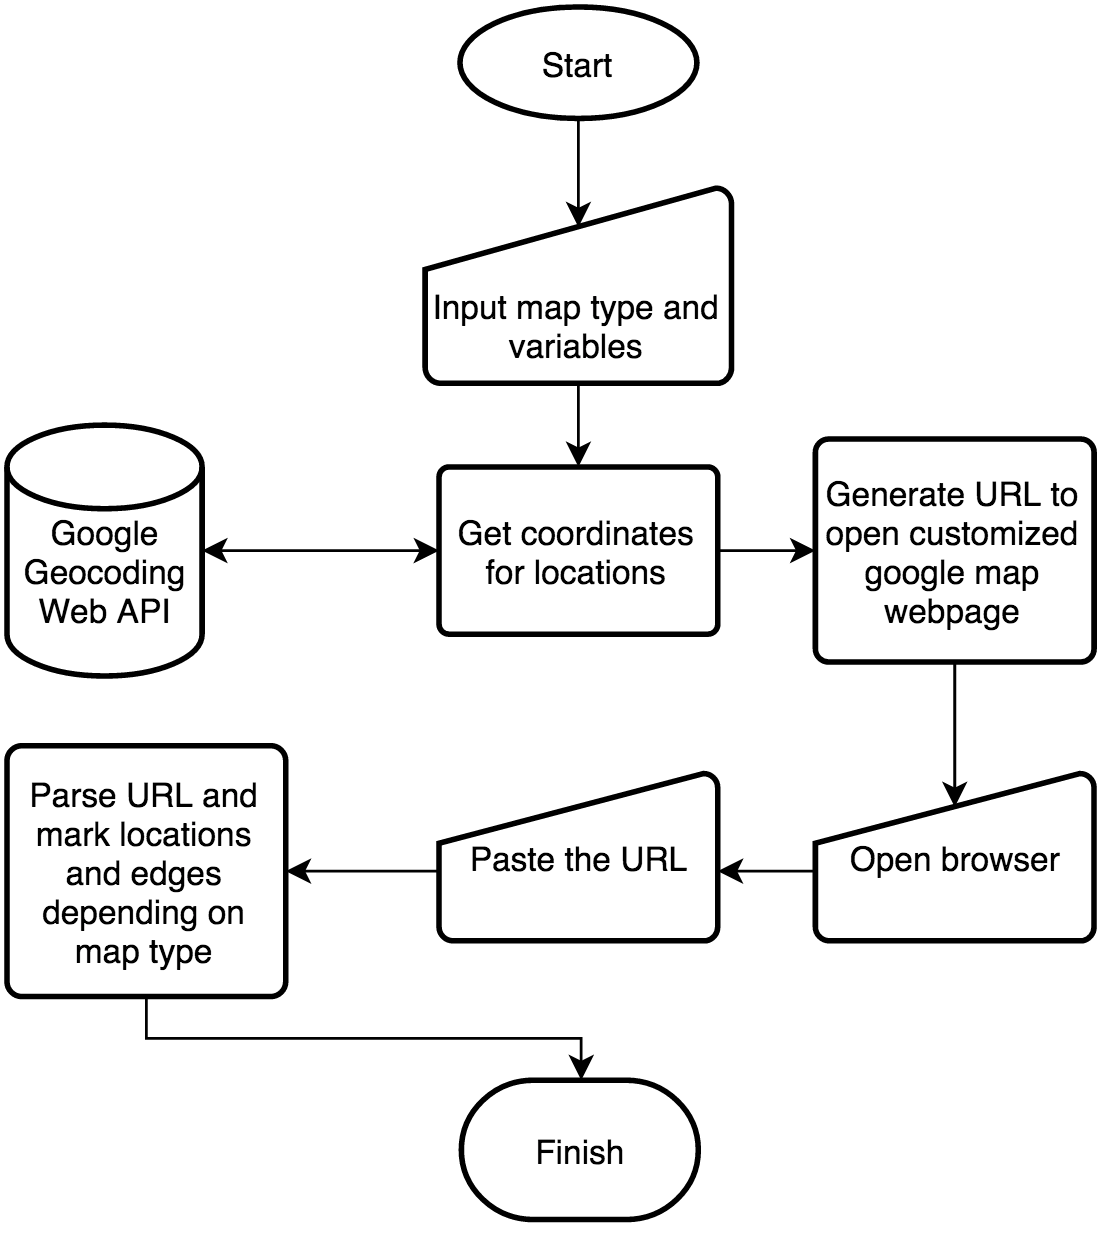 Start
Input map type and
variables
Google
Geocoding
Web API
Get coordinates
for locations
Generate URL to
open customized
google map
webpage
Open browser
Paste the URL
Parse URL and
mark locations
and edges
depending on
map type
Finish